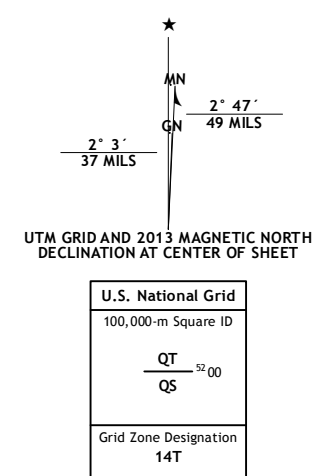 ★
MN
GN
2° 47´
49 MILS
2° 3´
37 MILS
UTM GRID AND 2013 MAGNETIC NORTH
DECLINATION AT CENTER OF SHEET
U.S. National Grid
100,000-m Square ID
QT
52 00
QS
Grid Zone Designation
14T